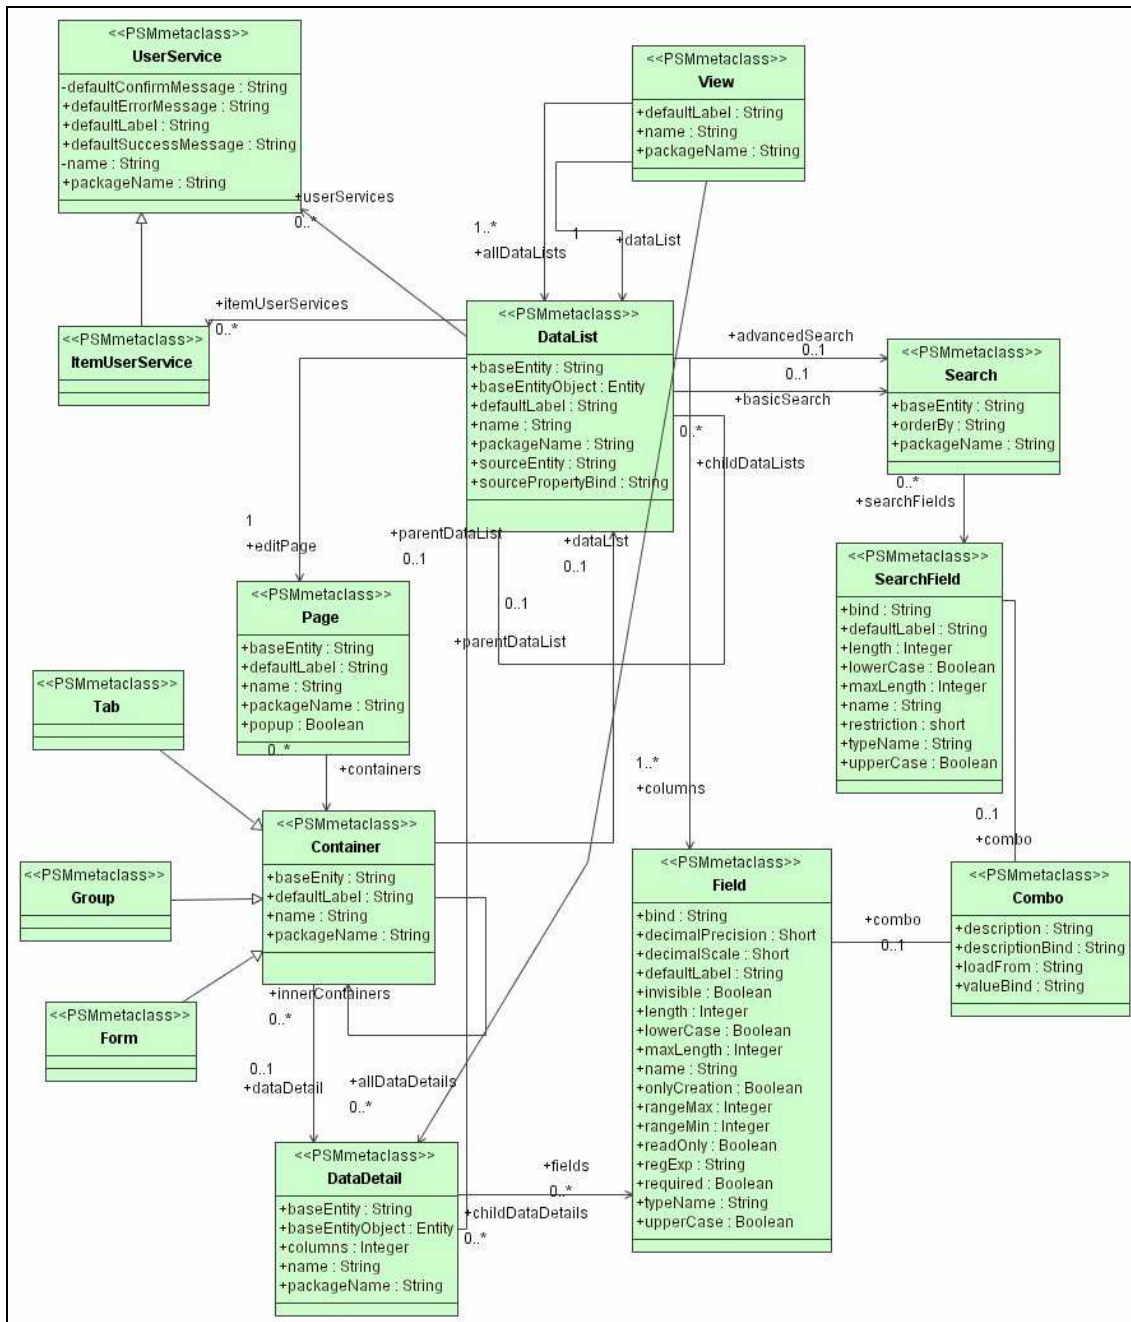 <<PSMmetaclass>>
UserService
-defaultConfirmMessage : String
+defaultErrorMessage : String
+defaultLabel : String
+defaultSuccessMessage : String
-name : String
+packageName : String
<<PSMmetaclass>>
View
+defaultLabel : String
+name : String
+packageName : String
+userServices
0..*
1..*
+allDataLists
1
+dataList
+itemUserServices
0..*
<<PSMmetaclass>>
ItemUserService
<<PSMmetaclass>>
DataList
+baseEntity : String
+baseEntityObject : Entity
+defaultLabel : String
+name : String
+packageName : String
+sourceEntity : String
+sourcePropertyBind : String
+advancedSearch
0..1
0..1
+basicSearch
0..*
+childDataLists
<<PSMmetaclass>>
Search
+baseEntity : String
+orderBy : String
+packageName : String
0..*
+searchFields
1
+editPage
+parentDataList
0..1
+dataList
0..1
0..1
+parentDataList
<<PSMmetaclass>>
SearchField
+bind : String
+defaultLabel : String
+length : Integer
+lowerCase : Boolean
+maxLength : Integer
+name : String
+restriction : short
+typeName : String
+upperCase : Boolean
<<PSMmetaclass>>
Page
+baseEntity : String
+defaultLabel : String
+name : String
+packageName : String
+popup : Boolean
0..*
+containers
<<PSMmetaclass>>
Tab
1..*
+columns
0..1
+combo
<<PSMmetaclass>>
Container
+baseEnity : String
+defaultLabel : String
+name : String
+packageName : String
<<PSMmetaclass>>
Group
<<PSMmetaclass>>
Form
+innerContainers
0..*
<<PSMmetaclass>>
Field
+bind : String
+decimalPrecision : Short
+decimalScale : Short
+defaultLabel : String
+invisible : Boolean
+length : Integer
+lowerCase : Boolean
+maxLength : Integer
+name : String
+onlyCreation : Boolean
+rangeMax : Integer
+rangeMin : Integer
+readOnly : Boolean
+regExp : String
+required : Boolean
+typeName : String
+upperCase : Boolean
+combo
0..1
<<PSMmetaclass>>
Combo
+description : String
+descriptionBind : String
+loadFrom : String
+valueBind : String
0..1
+dataDetail
+allDataDetails
0..*
<<PSMmetaclass>>
DataDetail
+baseEntity : String
+baseEntityObject : Entity
+columns : Integer
+name : String
+packageName : String
+fields
0..*
+childDataDetails
0..*